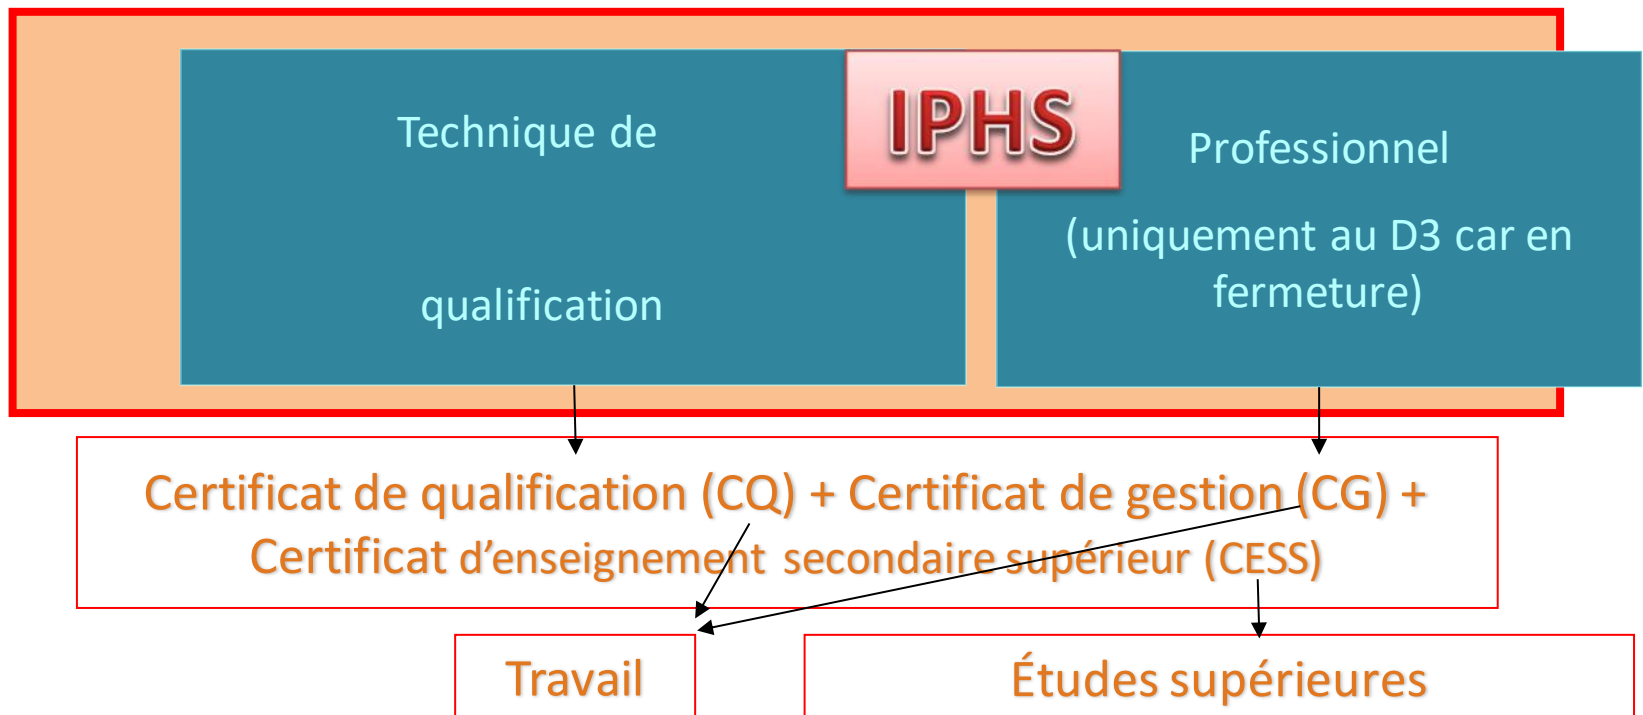 IPHS
Technique de
qualification
Professionnel
(uniquement au D3 car en
fermeture)
Certificat de qualification (CQ) + Certificat de gestion (CG) +
Certificat d’enseignement secondaire supérieur (CESS)
Travail
Études supérieures